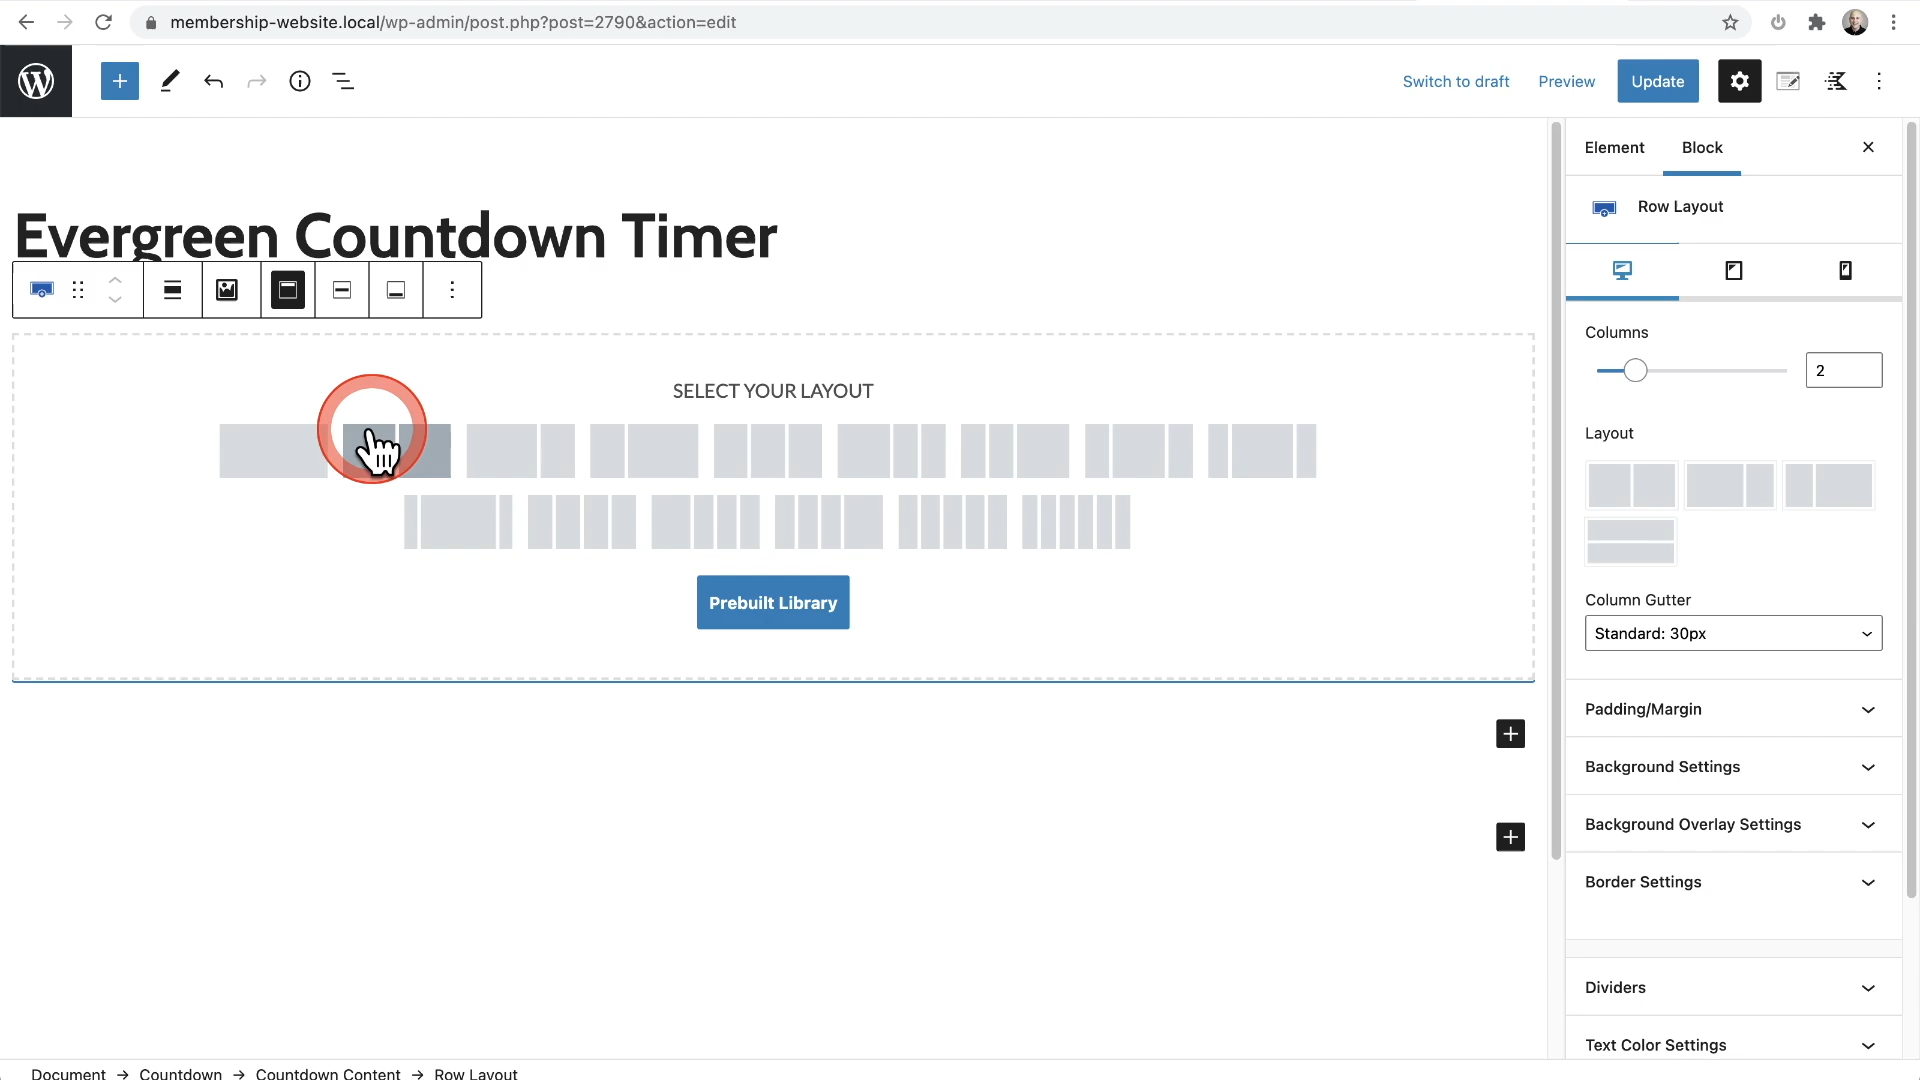 membership-website.local/wp-admin/post.php?post=2790&action=edit
Switch to draft
Preview
Update
Element
Block
Row Layout
Evergreen Countdown Timer
Columns
2
SELECT YOUR LAYOUT
Layout
Prebuilt Library
Column Gutter
Standard: 30px
Padding/Margin
Background Settings
Background Overlay Settings
Border Settings
Dividers
Text Color Settings
Document → Countdown → Countdown Content → Row Layout